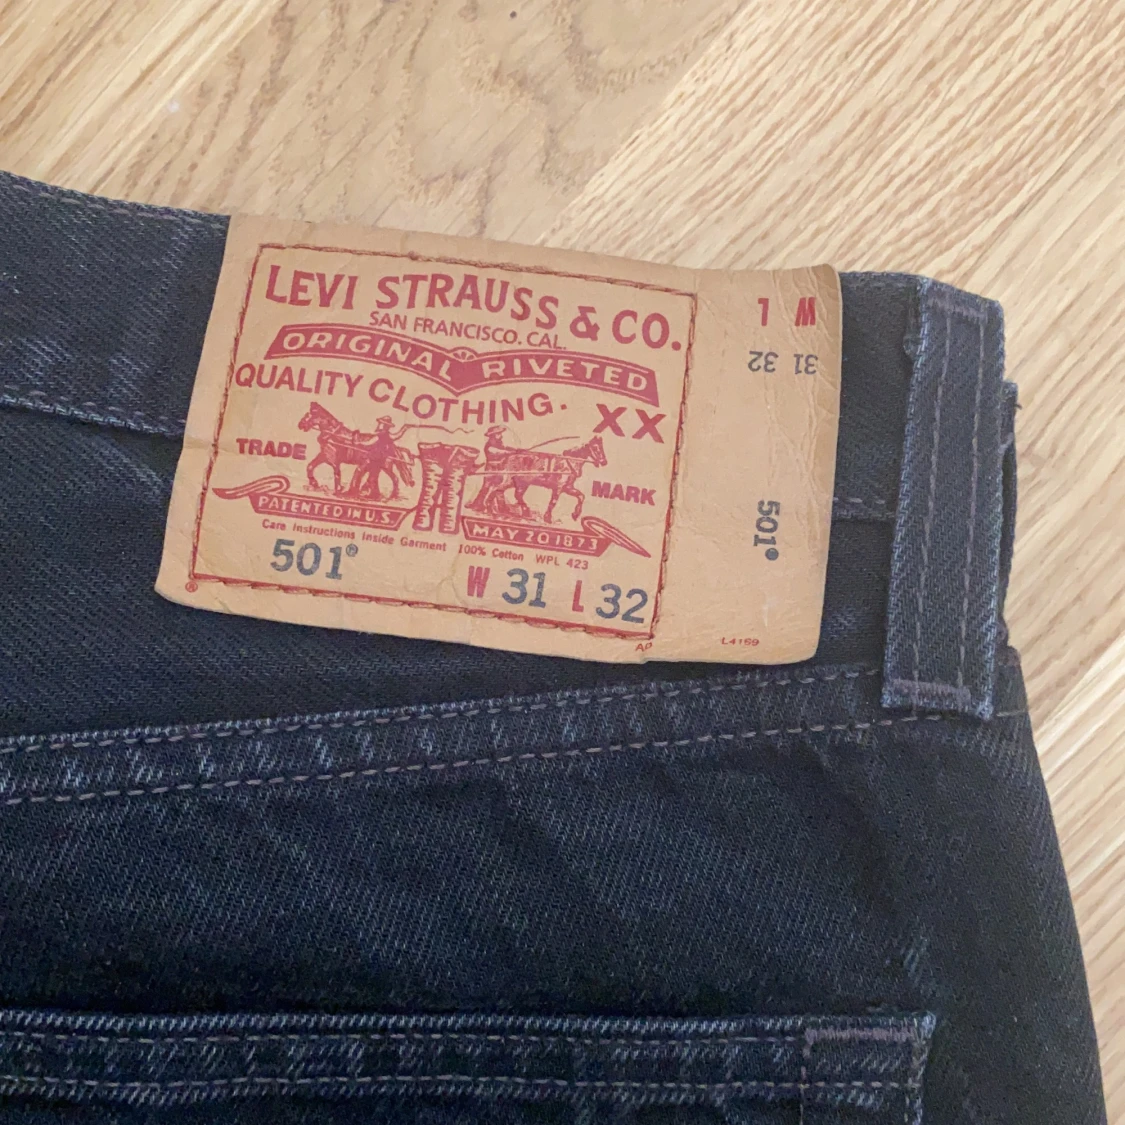 LEVI STRAUSS & CO.
SAN FRANCISCO. CAL.
ORIGINAL RIVETED
QUALITY CLOTHING. XX
TRADE MARK
PATENTED IN U.S. MAY 20 1873
Care Instructions Inside Garment 100% Cotton WPL 423
501® W 31 L 32
®
W L
31 32
501®
L4169